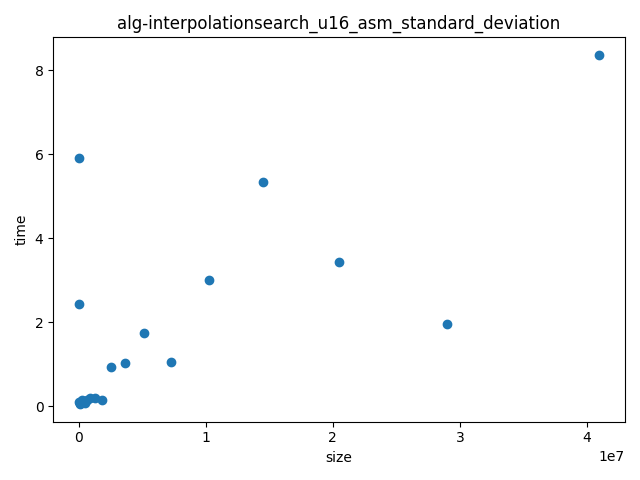 alg-interpolationsearch_u16_asm_standard_deviation
8
6
4
2
0
time
0
1
2
3
4
1e7
size